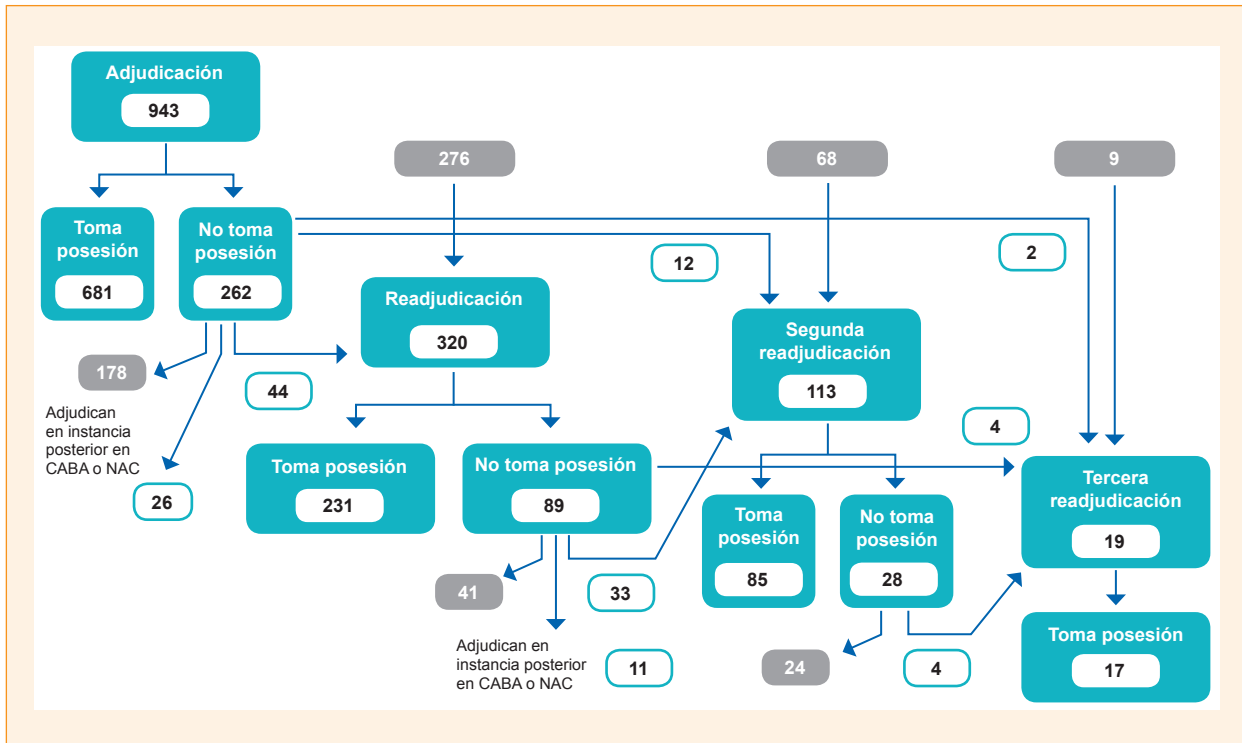 Adjudicación
943
276
68
9
Toma
posesión
681
No toma
posesión
262
12
2
Readjudicación
320
Segunda
readjudicación
113
178
44
Adjudican
en instancia
posterior en
CABA o NAC
26
4
Toma posesión
231
No toma posesión
89
Tercera
readjudicación
19
Toma
posesión
85
No toma
posesión
28
41
33
Adjudican en
instancia posterior
en CABA o NAC
11
24
4
Toma posesión
17